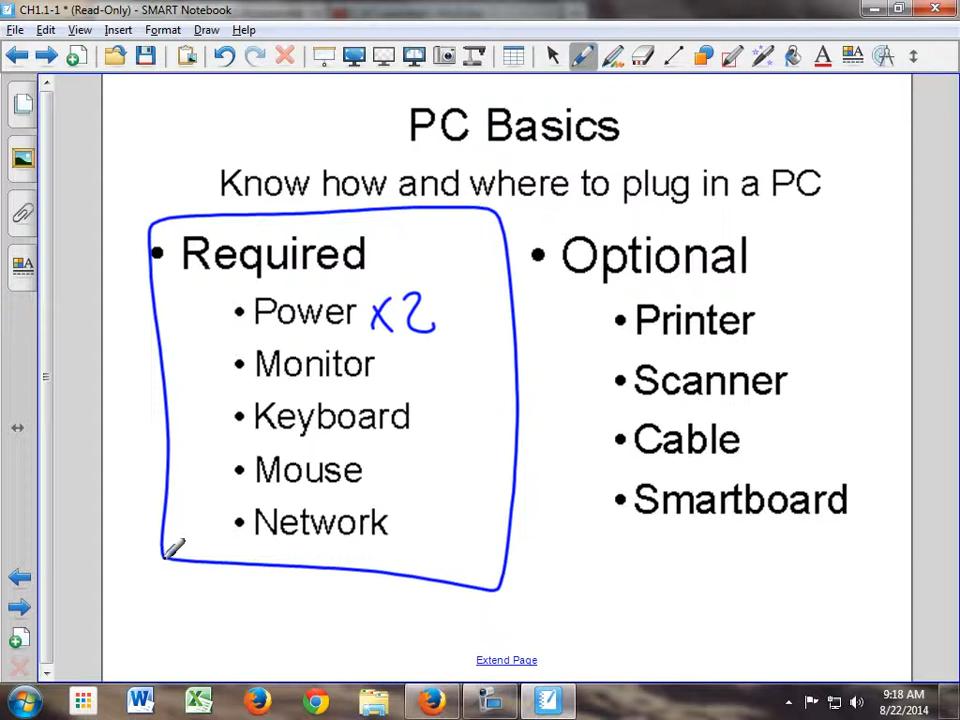 CH1.1-1 * (Read-Only) - SMART Notebook
File Edit View Insert Format Draw Help
PC Basics
Know how and where to plug in a PC
• Required
• Power x2
• Monitor
• Keyboard
• Mouse
• Network
• Optional
• Printer
• Scanner
• Cable
• Smartboard
Extend Page
9:18 AM
8/22/2014